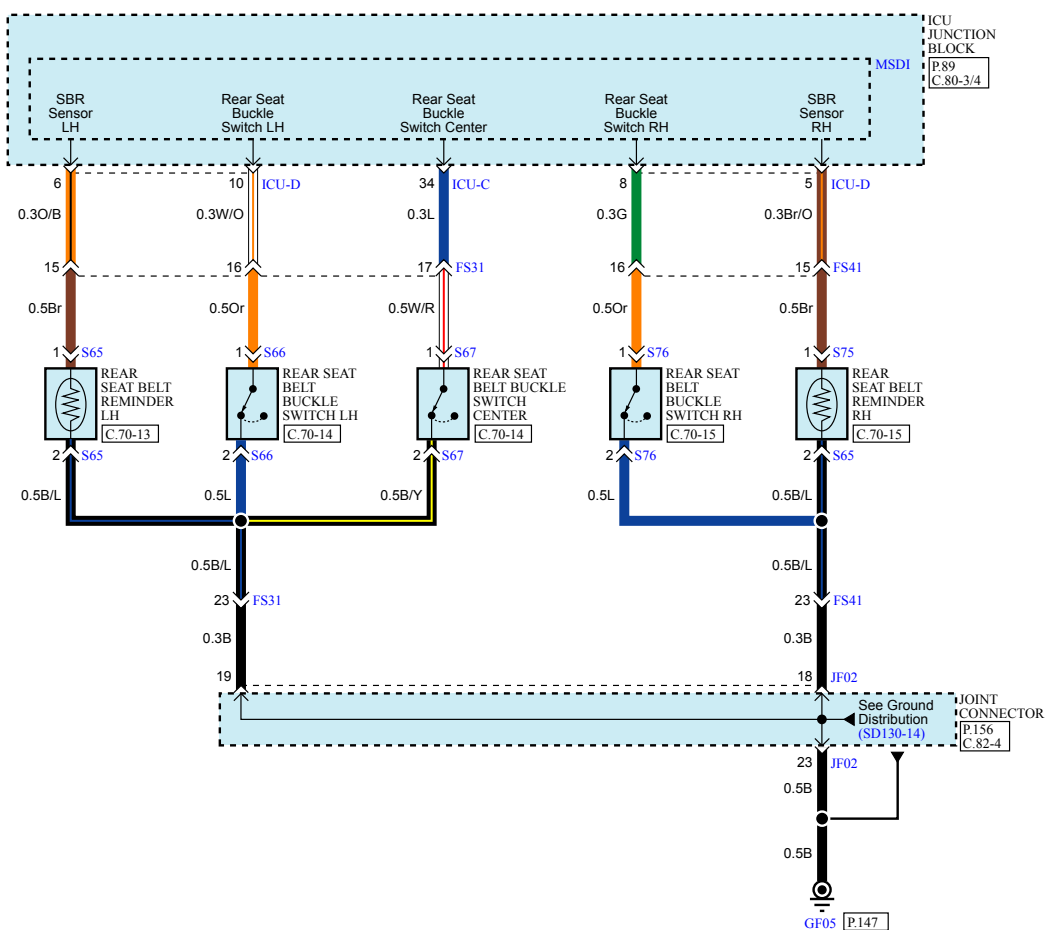 ICU
JUNCTION
BLOCK
P.89
C.80-3/4
MSDI
SBR
Sensor
LH
Rear Seat
Buckle
Switch LH
Rear Seat
Buckle
Switch Center
Rear Seat
Buckle
Switch RH
SBR
Sensor
RH
6
10
ICU-D
34
ICU-C
8
5
ICU-D
0.3O/B
0.3W/O
0.3L
0.3G
0.3Br/O
15
16
17
FS31
16
15
FS41
0.5Br
0.5Or
0.5W/R
0.5Or
0.5Br
1
S65
1
S66
1
S67
1
S76
1
S75
REAR
SEAT BELT
REMINDER
LH
C.70-13
REAR SEAT
BELT
BUCKLE
SWITCH LH
C.70-14
REAR SEAT
BELT BUCKLE
SWITCH
CENTER
C.70-14
REAR SEAT
BELT
BUCKLE
SWITCH RH
C.70-15
REAR
SEAT BELT
REMINDER
RH
C.70-15
2
S65
2
S66
2
S67
2
S76
2
S65
0.5B/L
0.5L
0.5B/Y
0.5L
0.5B/L
0.5B/L
0.5B/L
23
FS31
23
FS41
0.3B
0.3B
19
18
JF02
See Ground
Distribution
(SD130-14)
JOINT
CONNECTOR
P.156
C.82-4
23
JF02
0.5B
0.5B
GF05
P.147